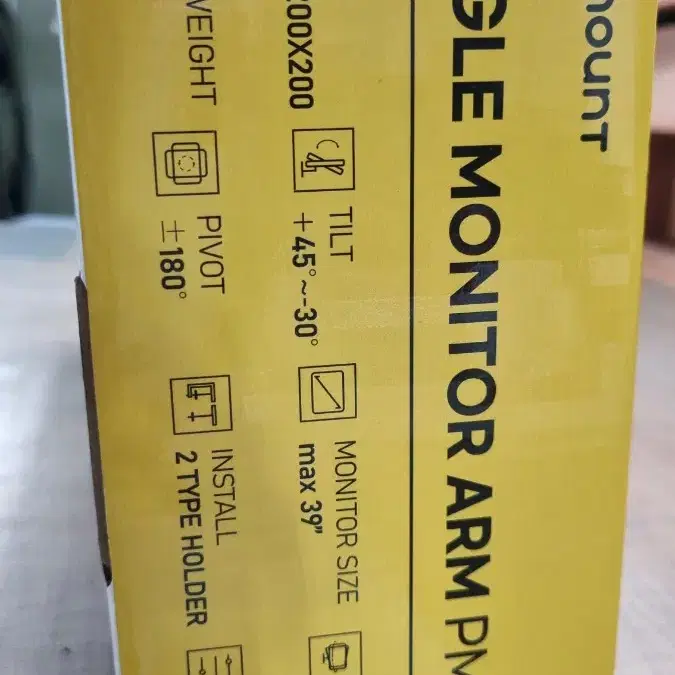 mount
GLE MONITOR ARM PM
200X200
TILT
+45°~-30°
MONITOR SIZE
max 39"
WEIGHT
PIVOT
±180°
INSTALL
2 TYPE HOLDER